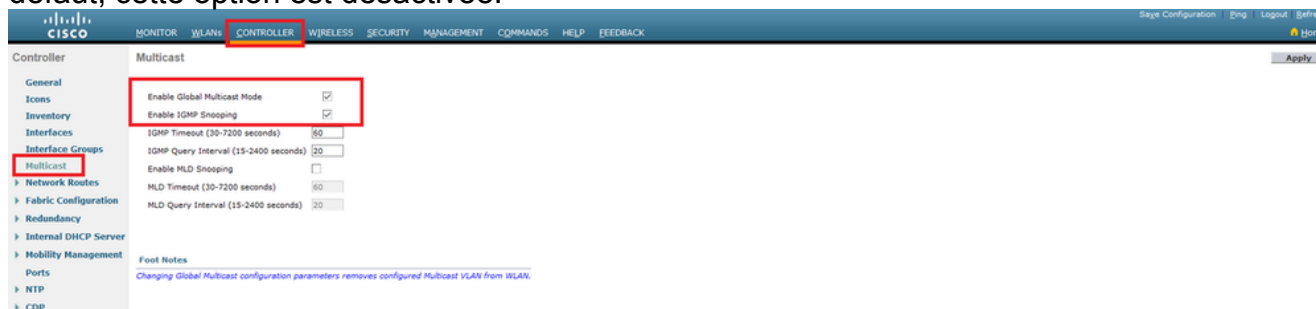 défaut, cette option est désactivée.
Save Configuration Ping Logout Refre
CISCO MONITOR WLANs CONTROLLER WIRELESS SECURITY MANAGEMENT COMMANDS HELP FEEDBACK Hor
Controller Multicast Apply
General
Icons Enable Global Multicast Mode
Inventory Enable IGMP Snooping
Interfaces IGMP Timeout (30-7200 seconds) 60
Interface Groups IGMP Query Interval (15-2400 seconds) 20
Multicast Enable MLD Snooping
Network Routes MLD Timeout (30-7200 seconds) 60
Fabric Configuration MLD Query Interval (15-2400 seconds) 20
Redundancy
Internal DHCP Server
Mobility Management Foot Notes
Ports Changing Global Multicast configuration parameters removes configured Multicast VLAN from WLAN.
NTP
CDP